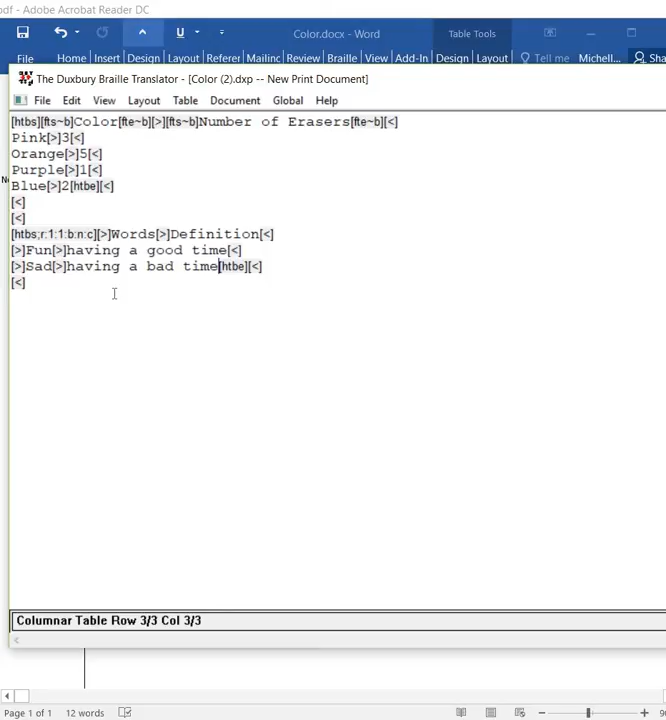 odf - Adobe Acrobat Reader DC
Color.docx - Word
Table Tools
File Home Insert Design Layout Referer Mailinc Review Braille View Add-In Design Layout Tell me Michell... Sha
The Duxbury Braille Translator - [Color (2).dxp -- New Print Document]
File Edit View Layout Table Document Global Help
[htbs][fts~b]Color[fte~b][>][fts~b]Number of Erasers[fte~b][<]
Pink[>]3[<]
Orange[>]5[<]
Purple[>]1[<]
Blue[>]2[htbe][<]
[<]
[<]
[htbs;r:1:1:b:n:c][>]Words[>]Definition[<]
[>]Fun[>]having a good time[<]
[>]Sad[>]having a bad time[htbe][<]
[<]
Columnar Table Row 3/3 Col 3/3
Page 1 of 1 12 words